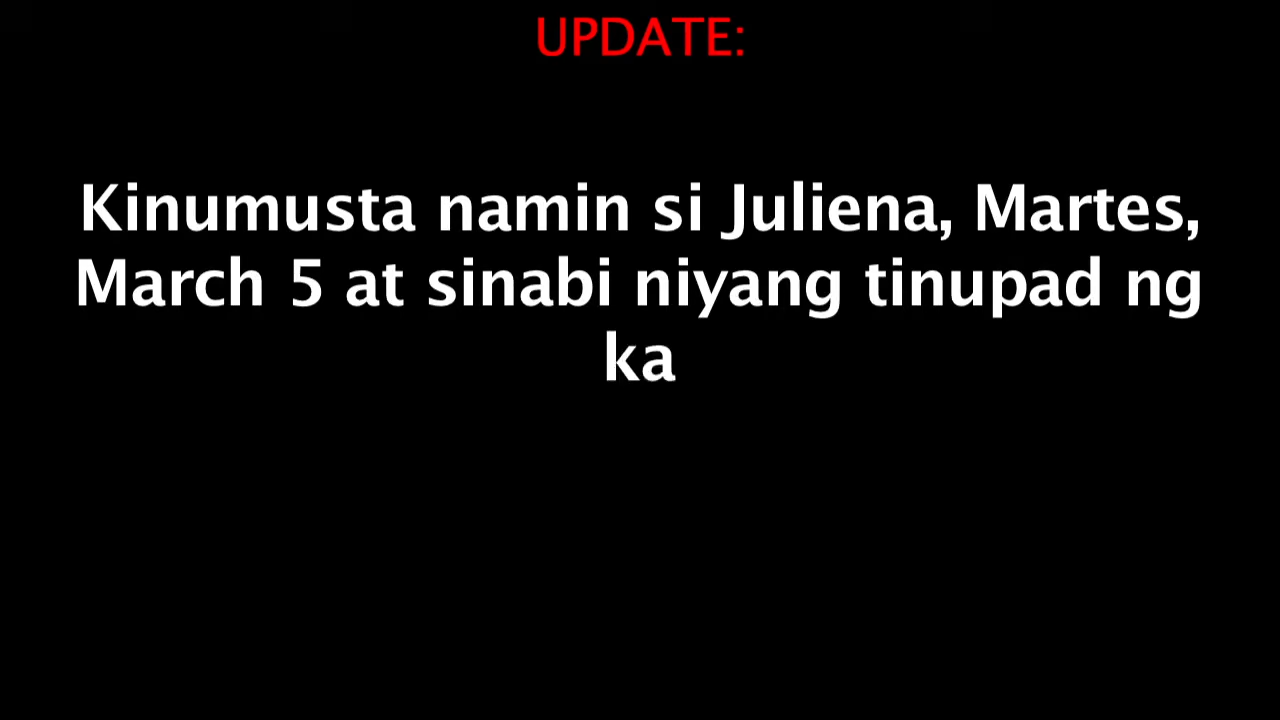 UPDATE:
Kinumusta namin si Juliena, Martes,
March 5 at sinabi niyang tinupad ng
ka